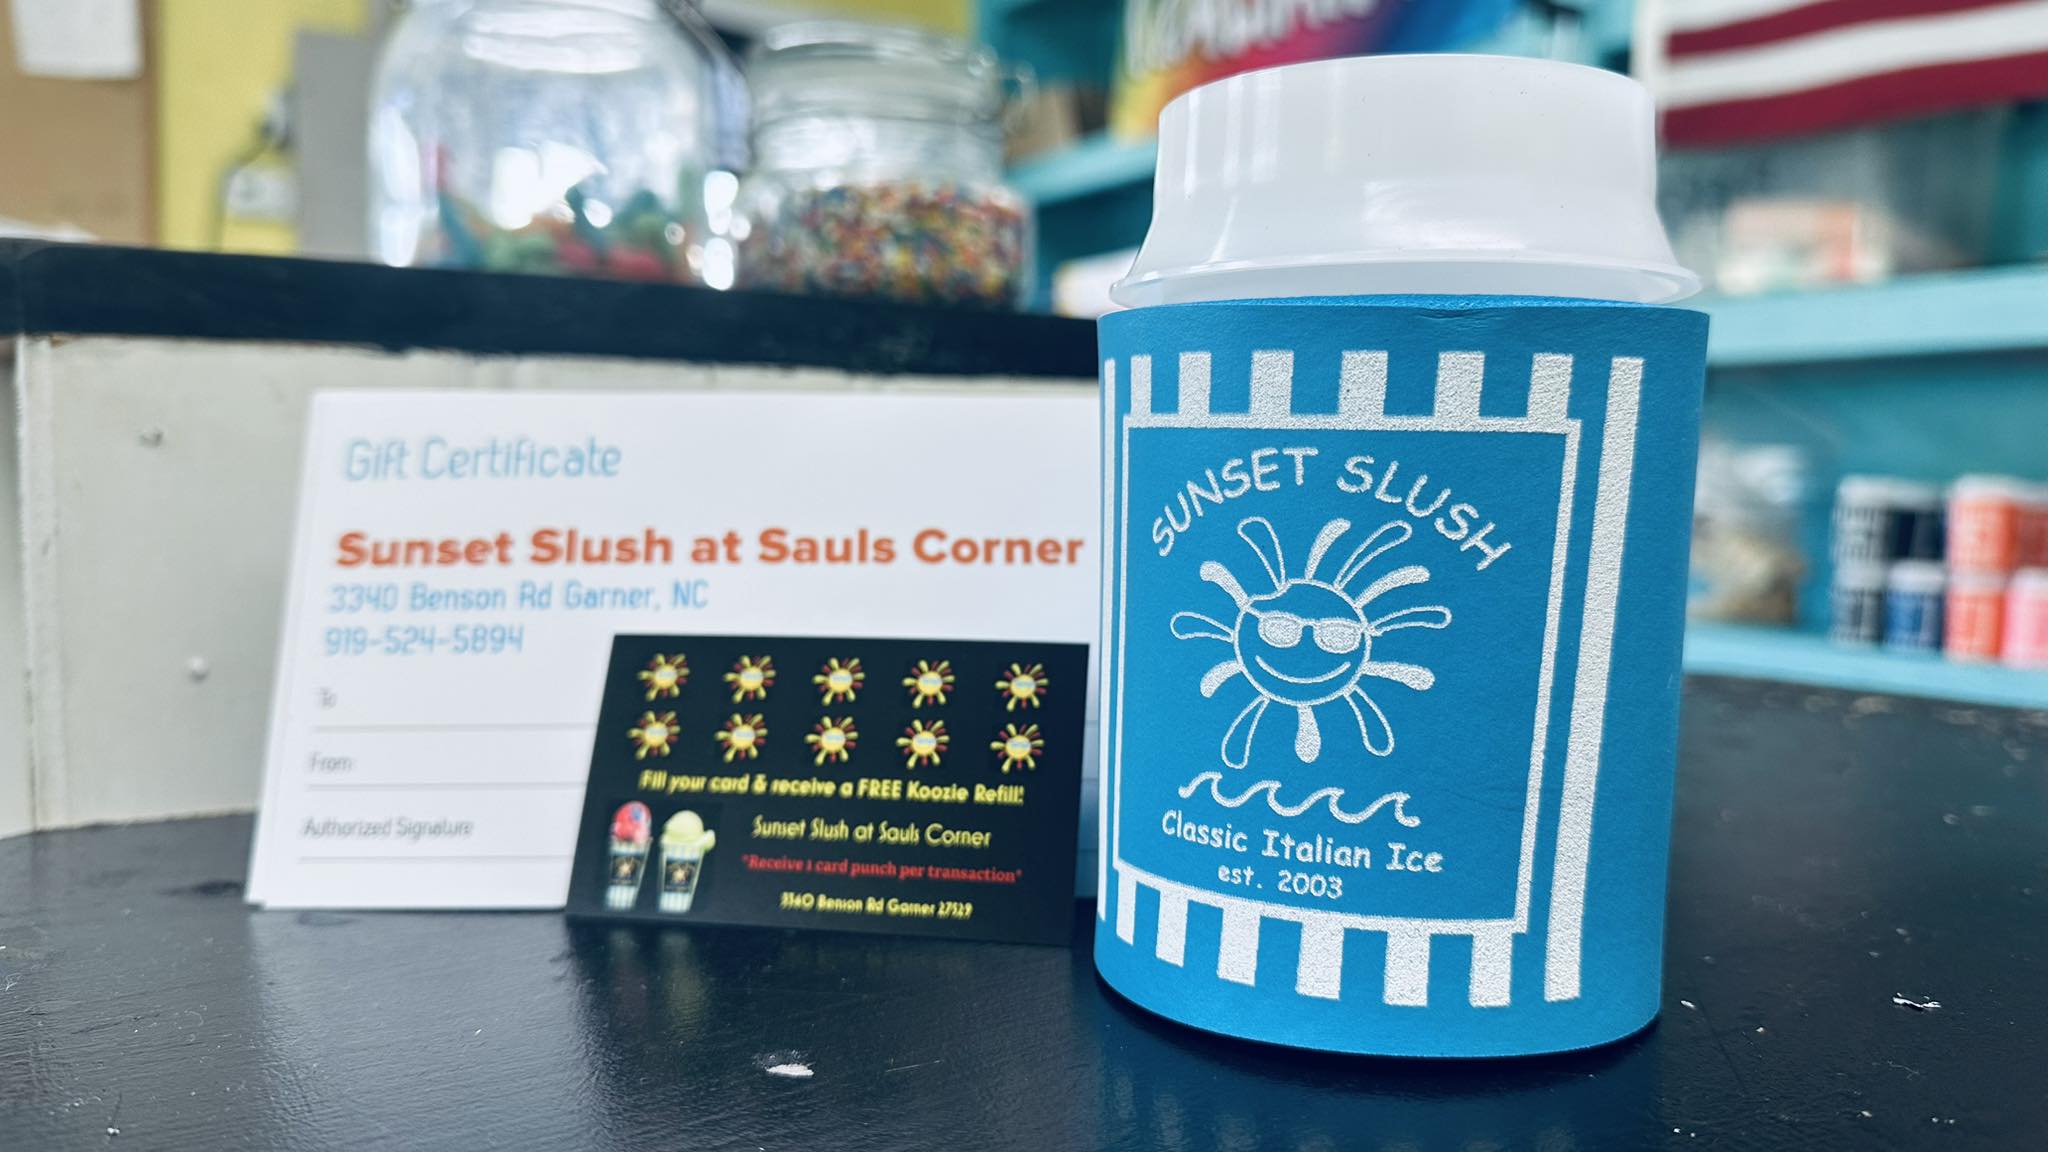 Gift Certificate
Sunset Slush at Sauls Corner
3340 Benson Rd Garner, NC
919-524-5894
To
From:
Authorized Signature
Fill your card & receive a FREE Koozie Refill!
Sunset Slush at Sauls Corner
*Receive 1 card punch per transaction*
3340 Benson Rd Garner 27529
SUNSET SLUSH
Classic Italian Ice
est. 2003